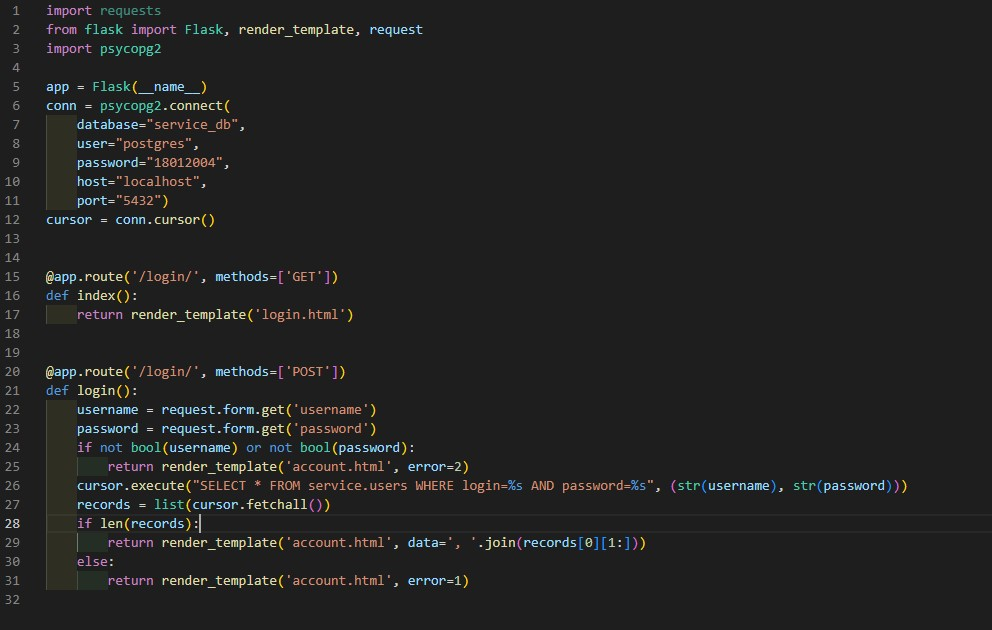 1 import requests
2 from flask import Flask, render_template, request
3 import psycopg2
4
5 app = Flask(__name__)
6 conn = psycopg2.connect(
7     database="service_db",
8     user="postgres",
9     password="18012004",
10     host="localhost",
11     port="5432")
12 cursor = conn.cursor()
13
14
15 @app.route('/login/', methods=['GET'])
16 def index():
17     return render_template('login.html')
18
19
20 @app.route('/login/', methods=['POST'])
21 def login():
22     username = request.form.get('username')
23     password = request.form.get('password')
24     if not bool(username) or not bool(password):
25         return render_template('account.html', error=2)
26     cursor.execute("SELECT * FROM service.users WHERE login=%s AND password=%s", (str(username), str(password)))
27     records = list(cursor.fetchall())
28     if len(records):
29         return render_template('account.html', data=', '.join(records[0][1:]))
30     else:
31         return render_template('account.html', error=1)
32